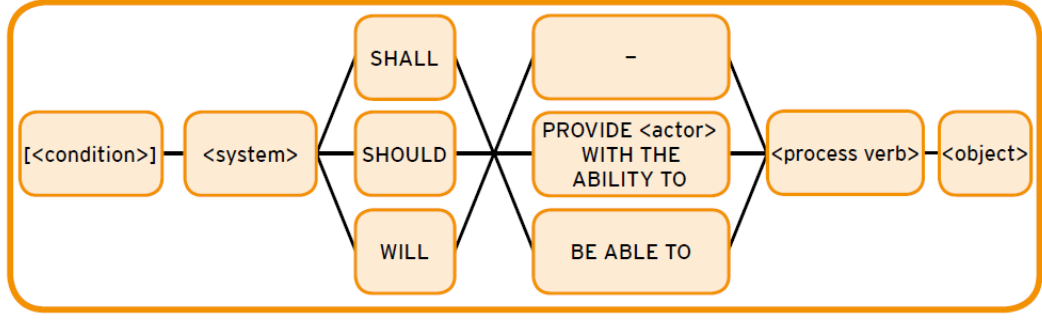 [<condition>]
<system>
SHALL
SHOULD
WILL
–
PROVIDE <actor>
WITH THE
ABILITY TO
BE ABLE TO
<process verb>
<object>